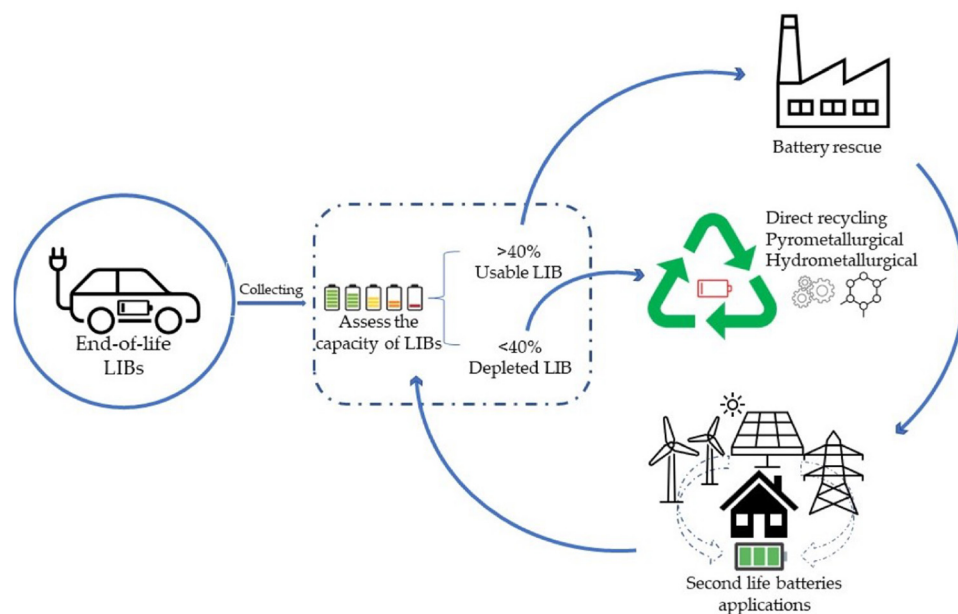 End-of-life
LIBs
Collecting
Assess the
capacity of LIBs
>40%
Usable LIB
<40%
Depleted LIB
Battery rescue
Direct recycling
Pyrometallurgical
Hydrometallurgical
Second life batteries
applications